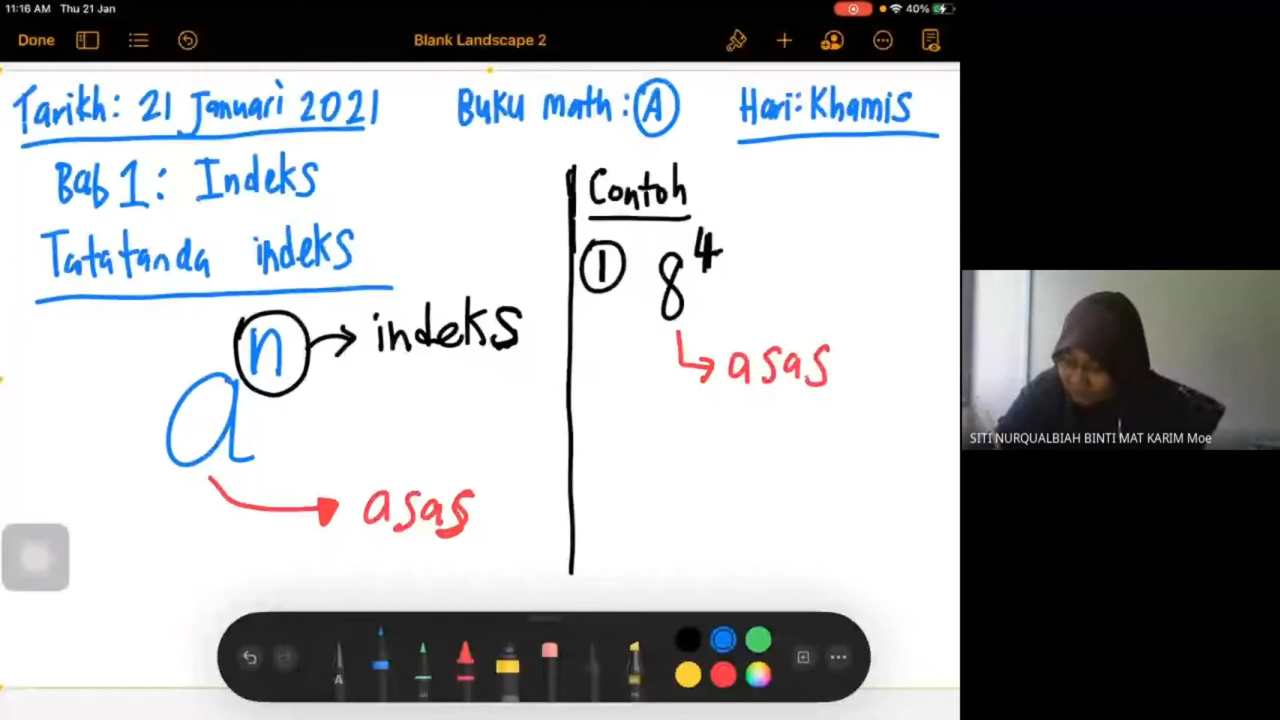 11:16 AM Thu 21 Jan
40%
Done
Blank Landscape 2
Tarikh: 21 Januari 2021
Buku math: A
Hari: Khamis
Bab 1: Indeks
Tatatanda indeks
aⁿ
indeks
asas
Contoh
① 8⁴
asas
SITI NURQUALBIAH BINTI MAT KARIM Moe
A